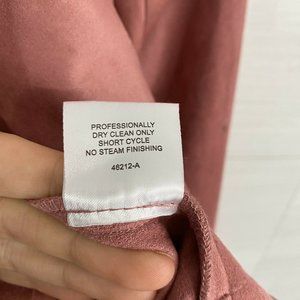 PROFESSIONALLY
DRY CLEAN ONLY
SHORT CYCLE
NO STEAM FINISHING
46212-A